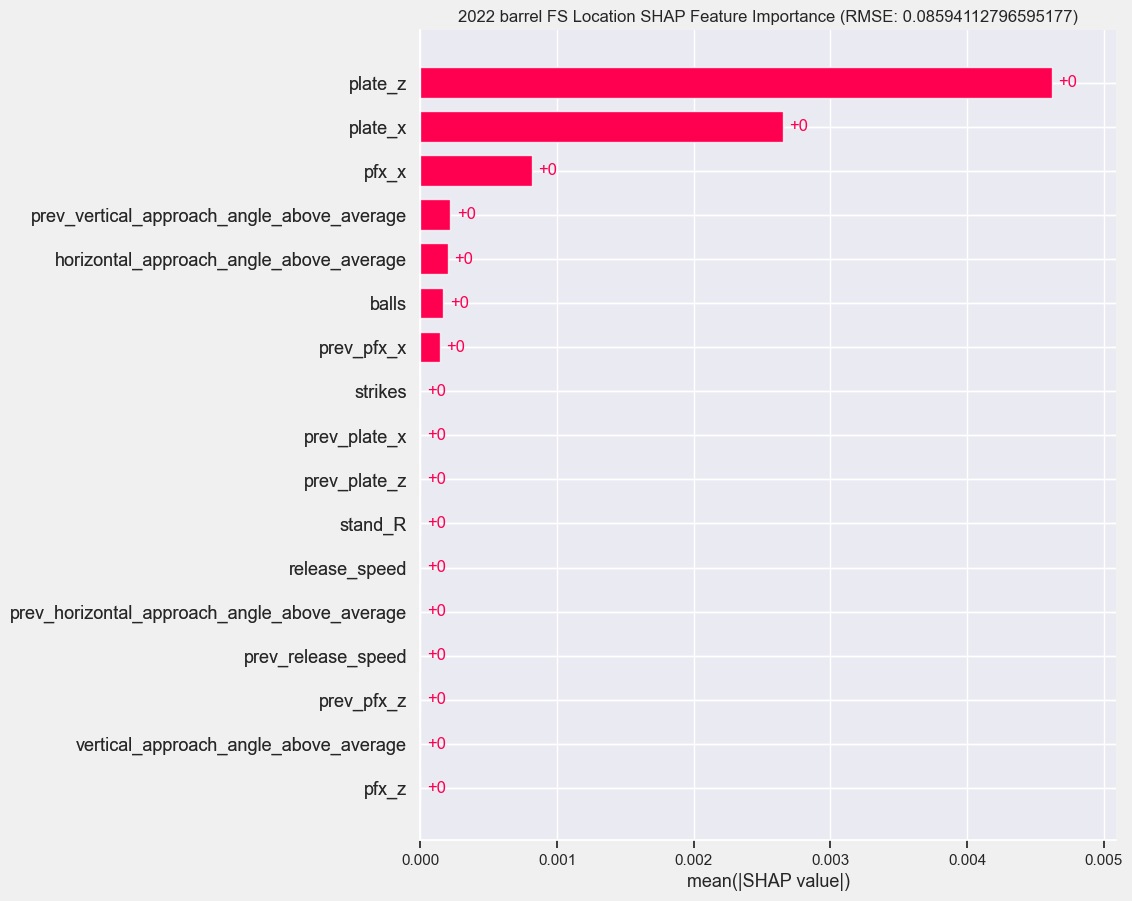 2022 barrel FS Location SHAP Feature Importance (RMSE: 0.08594112796595177)
plate_z +0
plate_x +0
pfx_x +0
prev_vertical_approach_angle_above_average +0
horizontal_approach_angle_above_average +0
balls +0
prev_pfx_x +0
strikes +0
prev_plate_x +0
prev_plate_z +0
stand_R +0
release_speed +0
prev_horizontal_approach_angle_above_average +0
prev_release_speed +0
prev_pfx_z +0
vertical_approach_angle_above_average +0
pfx_z +0
0.000 0.001 0.002 0.003 0.004 0.005
mean(|SHAP value|)